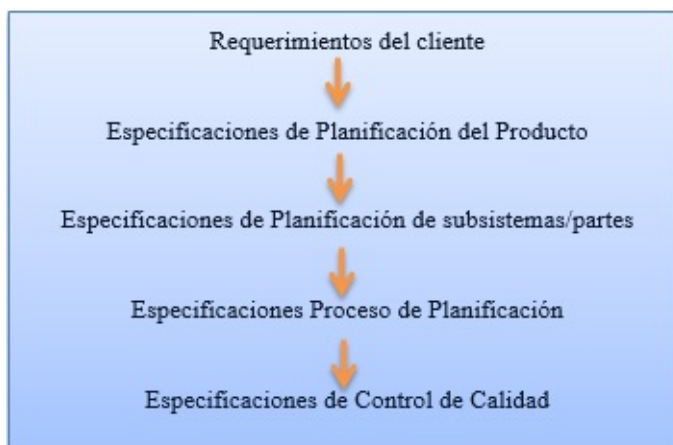 Requerimientos del cliente
Especificaciones de Planificación del Producto
Especificaciones de Planificación de subsistemas/partes
Especificaciones Proceso de Planificación
Especificaciones de Control de Calidad